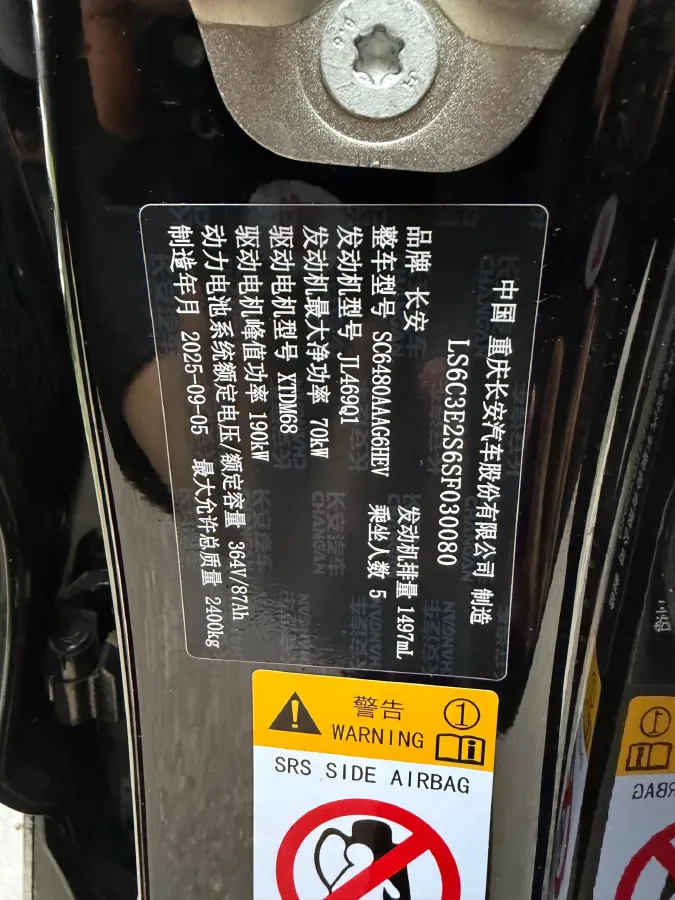 中国 重庆长安汽车股份有限公司 制造
LS6C3E2S6SF030080
品牌 长安
整车型号 SC6480AAAG6HEV
发动机型号 JL469Q1 发动机排量 1497mL
发动机最大净功率 70kW 乘坐人数 5
驱动电机型号 XTDM68
驱动电机峰值功率 190kW
动力电池系统额定电压/额定容量 364V/87Ah
制造年月 2025-09-05 最大允许总质量 2400kg
警告 ①
WARNING
SRS SIDE AIRBAG